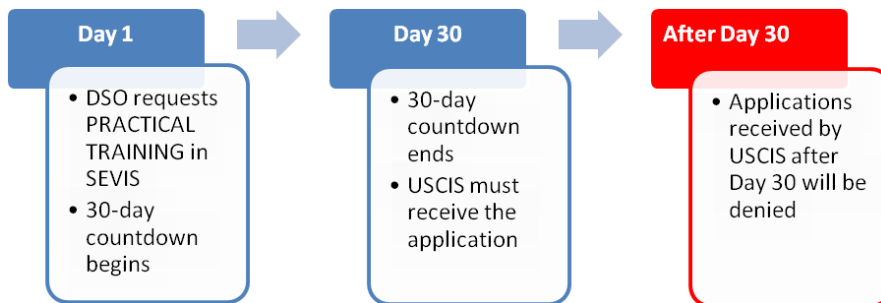 Day 1
• DSO requests
PRACTICAL
TRAINING in
SEVIS
• 30-day
countdown
begins
Day 30
• 30-day
countdown
ends
• USCIS must
receive the
application
After Day 30
• Applications
received by
USCIS after
Day 30 will be
denied